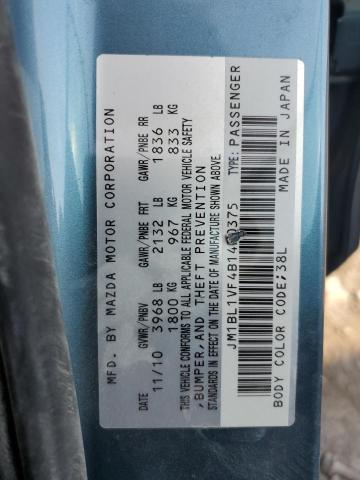 MFD. BY MAZDA MOTOR CORPORATION
DATE GVWR/PNBV GAWR/PNBE FRT GAWR/PNBE RR
11/10 3968 LB 2132 LB 1836 LB
1800 KG 967 KG 833 KG
THIS VEHICLE CONFORMS TO ALL APPLICABLE FEDERAL MOTOR VEHICLE SAFETY
,BUMPER,AND THEFT PREVENTION
STANDARDS IN EFFECT ON THE DATE OF MANUFACTURE SHOWN ABOVE.
TYPE:PASSENGER
BODY COLOR CODE;38L MADE IN JAPAN